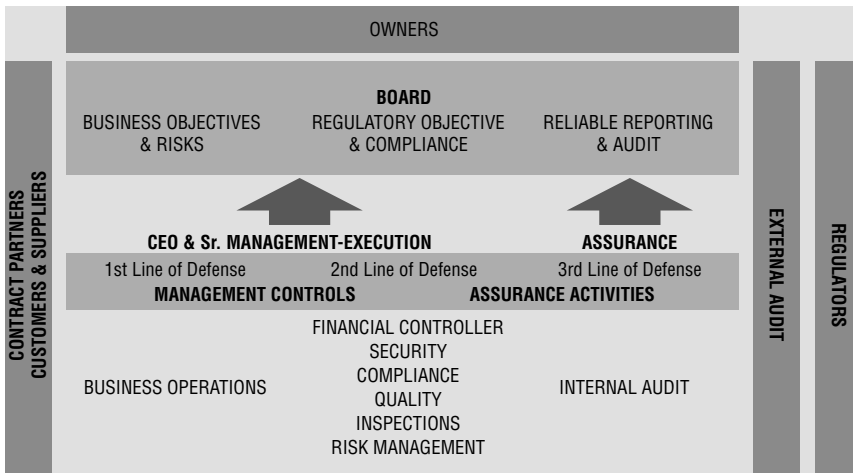 OWNERS
BOARD
BUSINESS OBJECTIVES
& RISKS
REGULATORY OBJECTIVE
& COMPLIANCE
RELIABLE REPORTING
& AUDIT
CEO & Sr. MANAGEMENT-EXECUTION
ASSURANCE
1st Line of Defense
2nd Line of Defense
3rd Line of Defense
MANAGEMENT CONTROLS
ASSURANCE ACTIVITIES
BUSINESS OPERATIONS
FINANCIAL CONTROLLER
SECURITY
COMPLIANCE
QUALITY
INSPECTIONS
RISK MANAGEMENT
INTERNAL AUDIT
CONTRACT PARTNERS
CUSTOMERS & SUPPLIERS
EXTERNAL AUDIT
REGULATORS